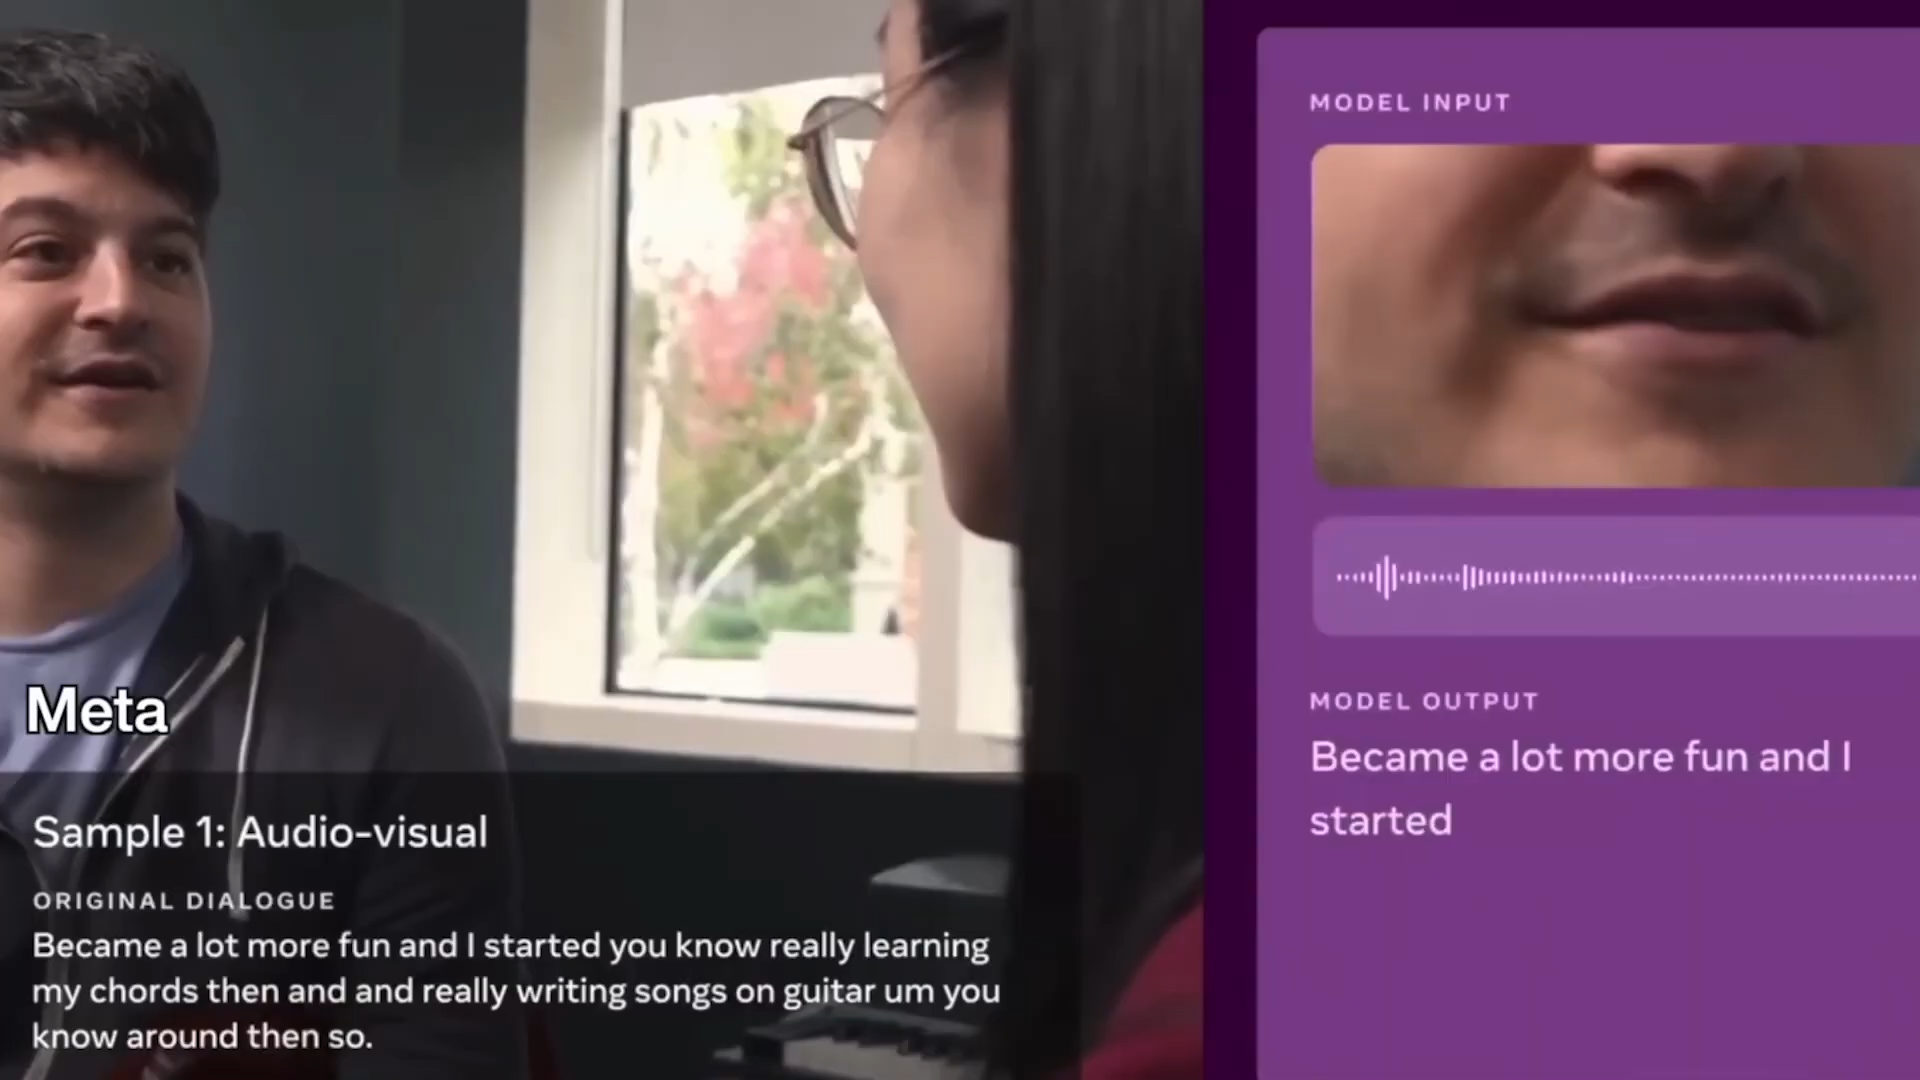 Meta
Sample 1: Audio-visual
ORIGINAL DIALOGUE
Became a lot more fun and I started you know really learning
my chords then and and really writing songs on guitar um you
know around then so.
MODEL INPUT
MODEL OUTPUT
Became a lot more fun and I
started